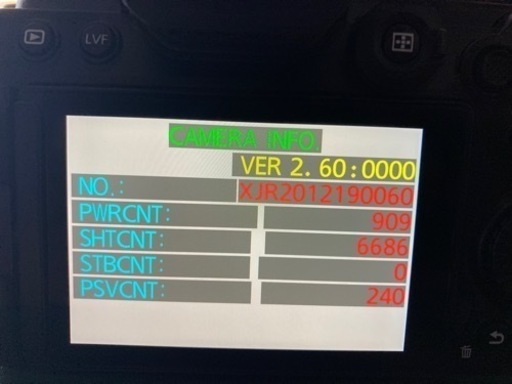 LVF
CAMERA INFO.
VER 2.60:0000
NO.: XJR2012190060
PWRCNT: 909
SHTCNT: 6686
STBCNT: 0
PSVCNT: 240